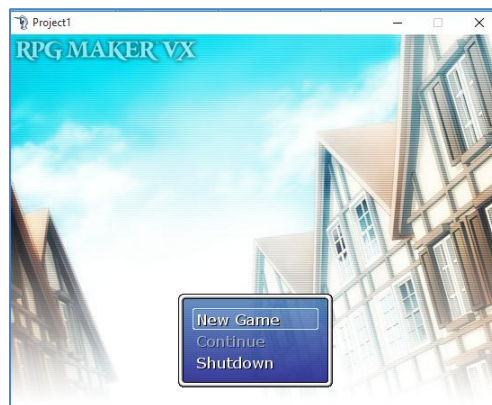 Project1
RPG MAKER VX
New Game
Continue
Shutdown